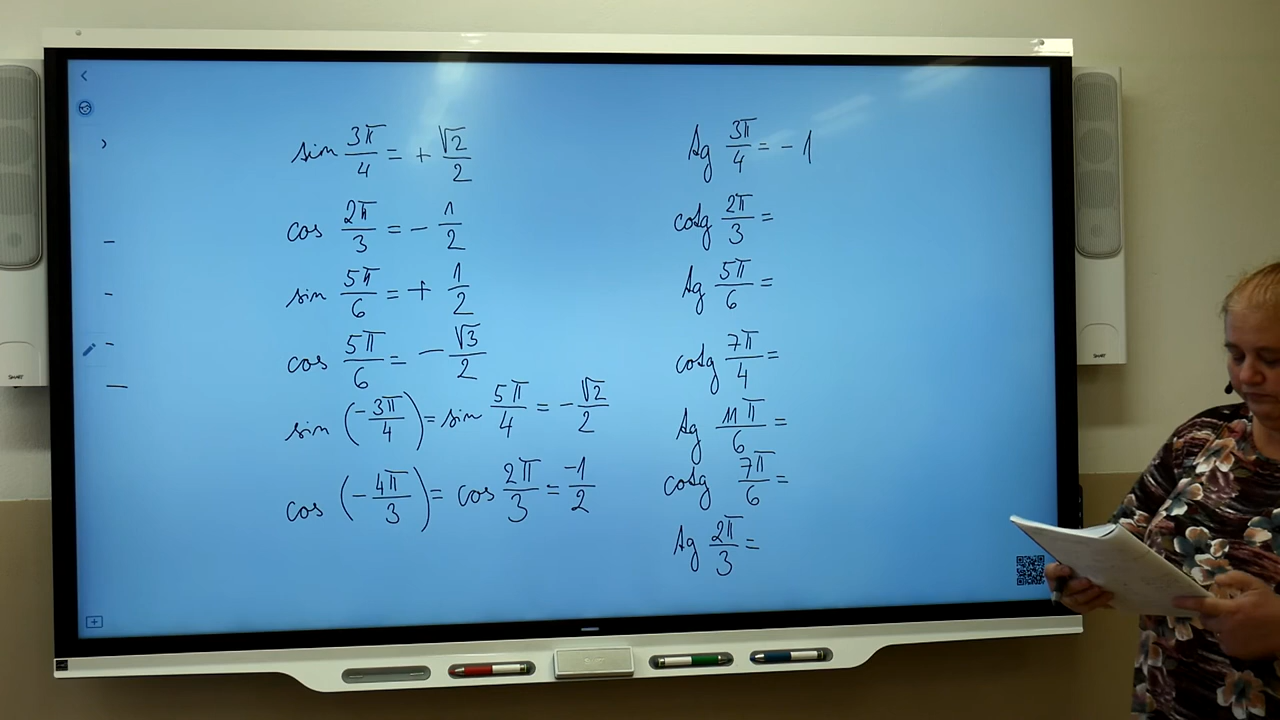 sin 3π/4 = + √2/2
cos 2π/3 = - 1/2
sin 5π/6 = + 1/2
cos 5π/6 = - √3/2
sin (-3π/4) = sin 5π/4 = - √2/2
cos (-4π/3) = cos 2π/3 = -1/2
tg 3π/4 = - 1
cotg 2π/3 =
tg 5π/6 =
cotg 7π/4 =
tg 11π/6 =
cotg 7π/6 =
tg 2π/3 =
SMART
SMART